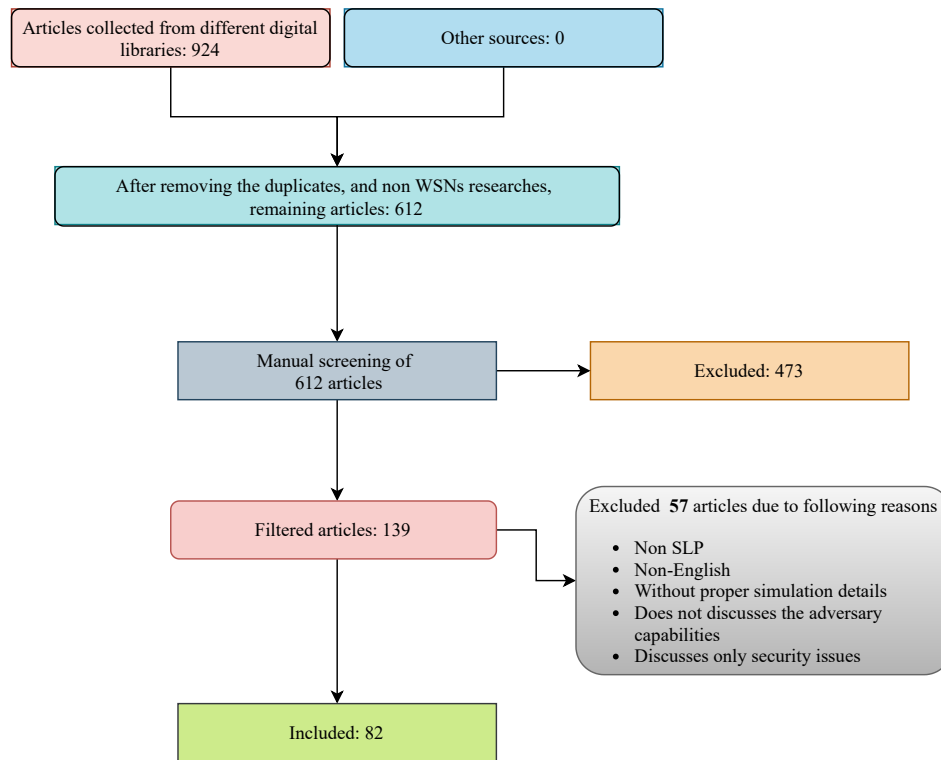 Articles collected from different digital
libraries: 924
Other sources: 0
After removing the duplicates, and non WSNs researches,
remaining articles: 612
Manual screening of
612 articles
Excluded: 473
Filtered articles: 139
Excluded 57 articles due to following reasons
• Non SLP
• Non-English
• Without proper simulation details
• Does not discusses the adversary
capabilities
• Discusses only security issues
Included: 82